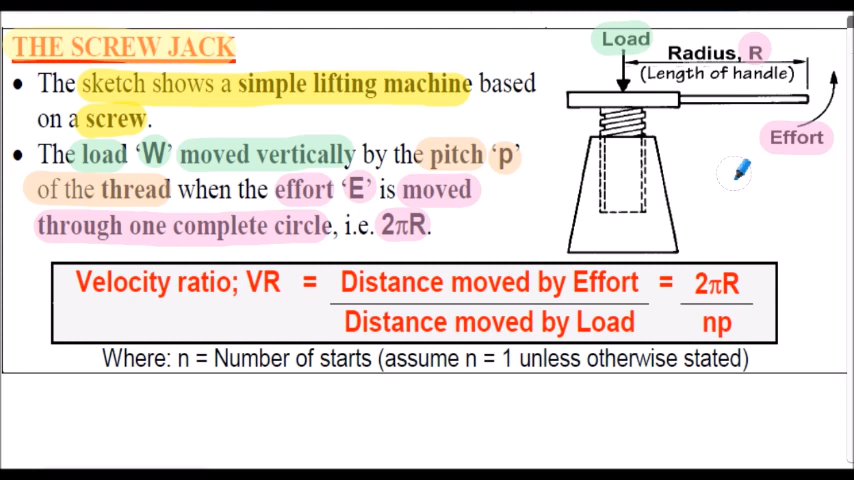 THE SCREW JACK
• The sketch shows a simple lifting machine based
on a screw.
• The load ‘W’ moved vertically by the pitch ‘p’
of the thread when the effort ‘E’ is moved
through one complete circle, i.e. 2πR.
Load
Radius, R
(Length of handle)
Effort
Velocity ratio; VR = Distance moved by Effort = 2πR
Distance moved by Load np
Where: n = Number of starts (assume n = 1 unless otherwise stated)